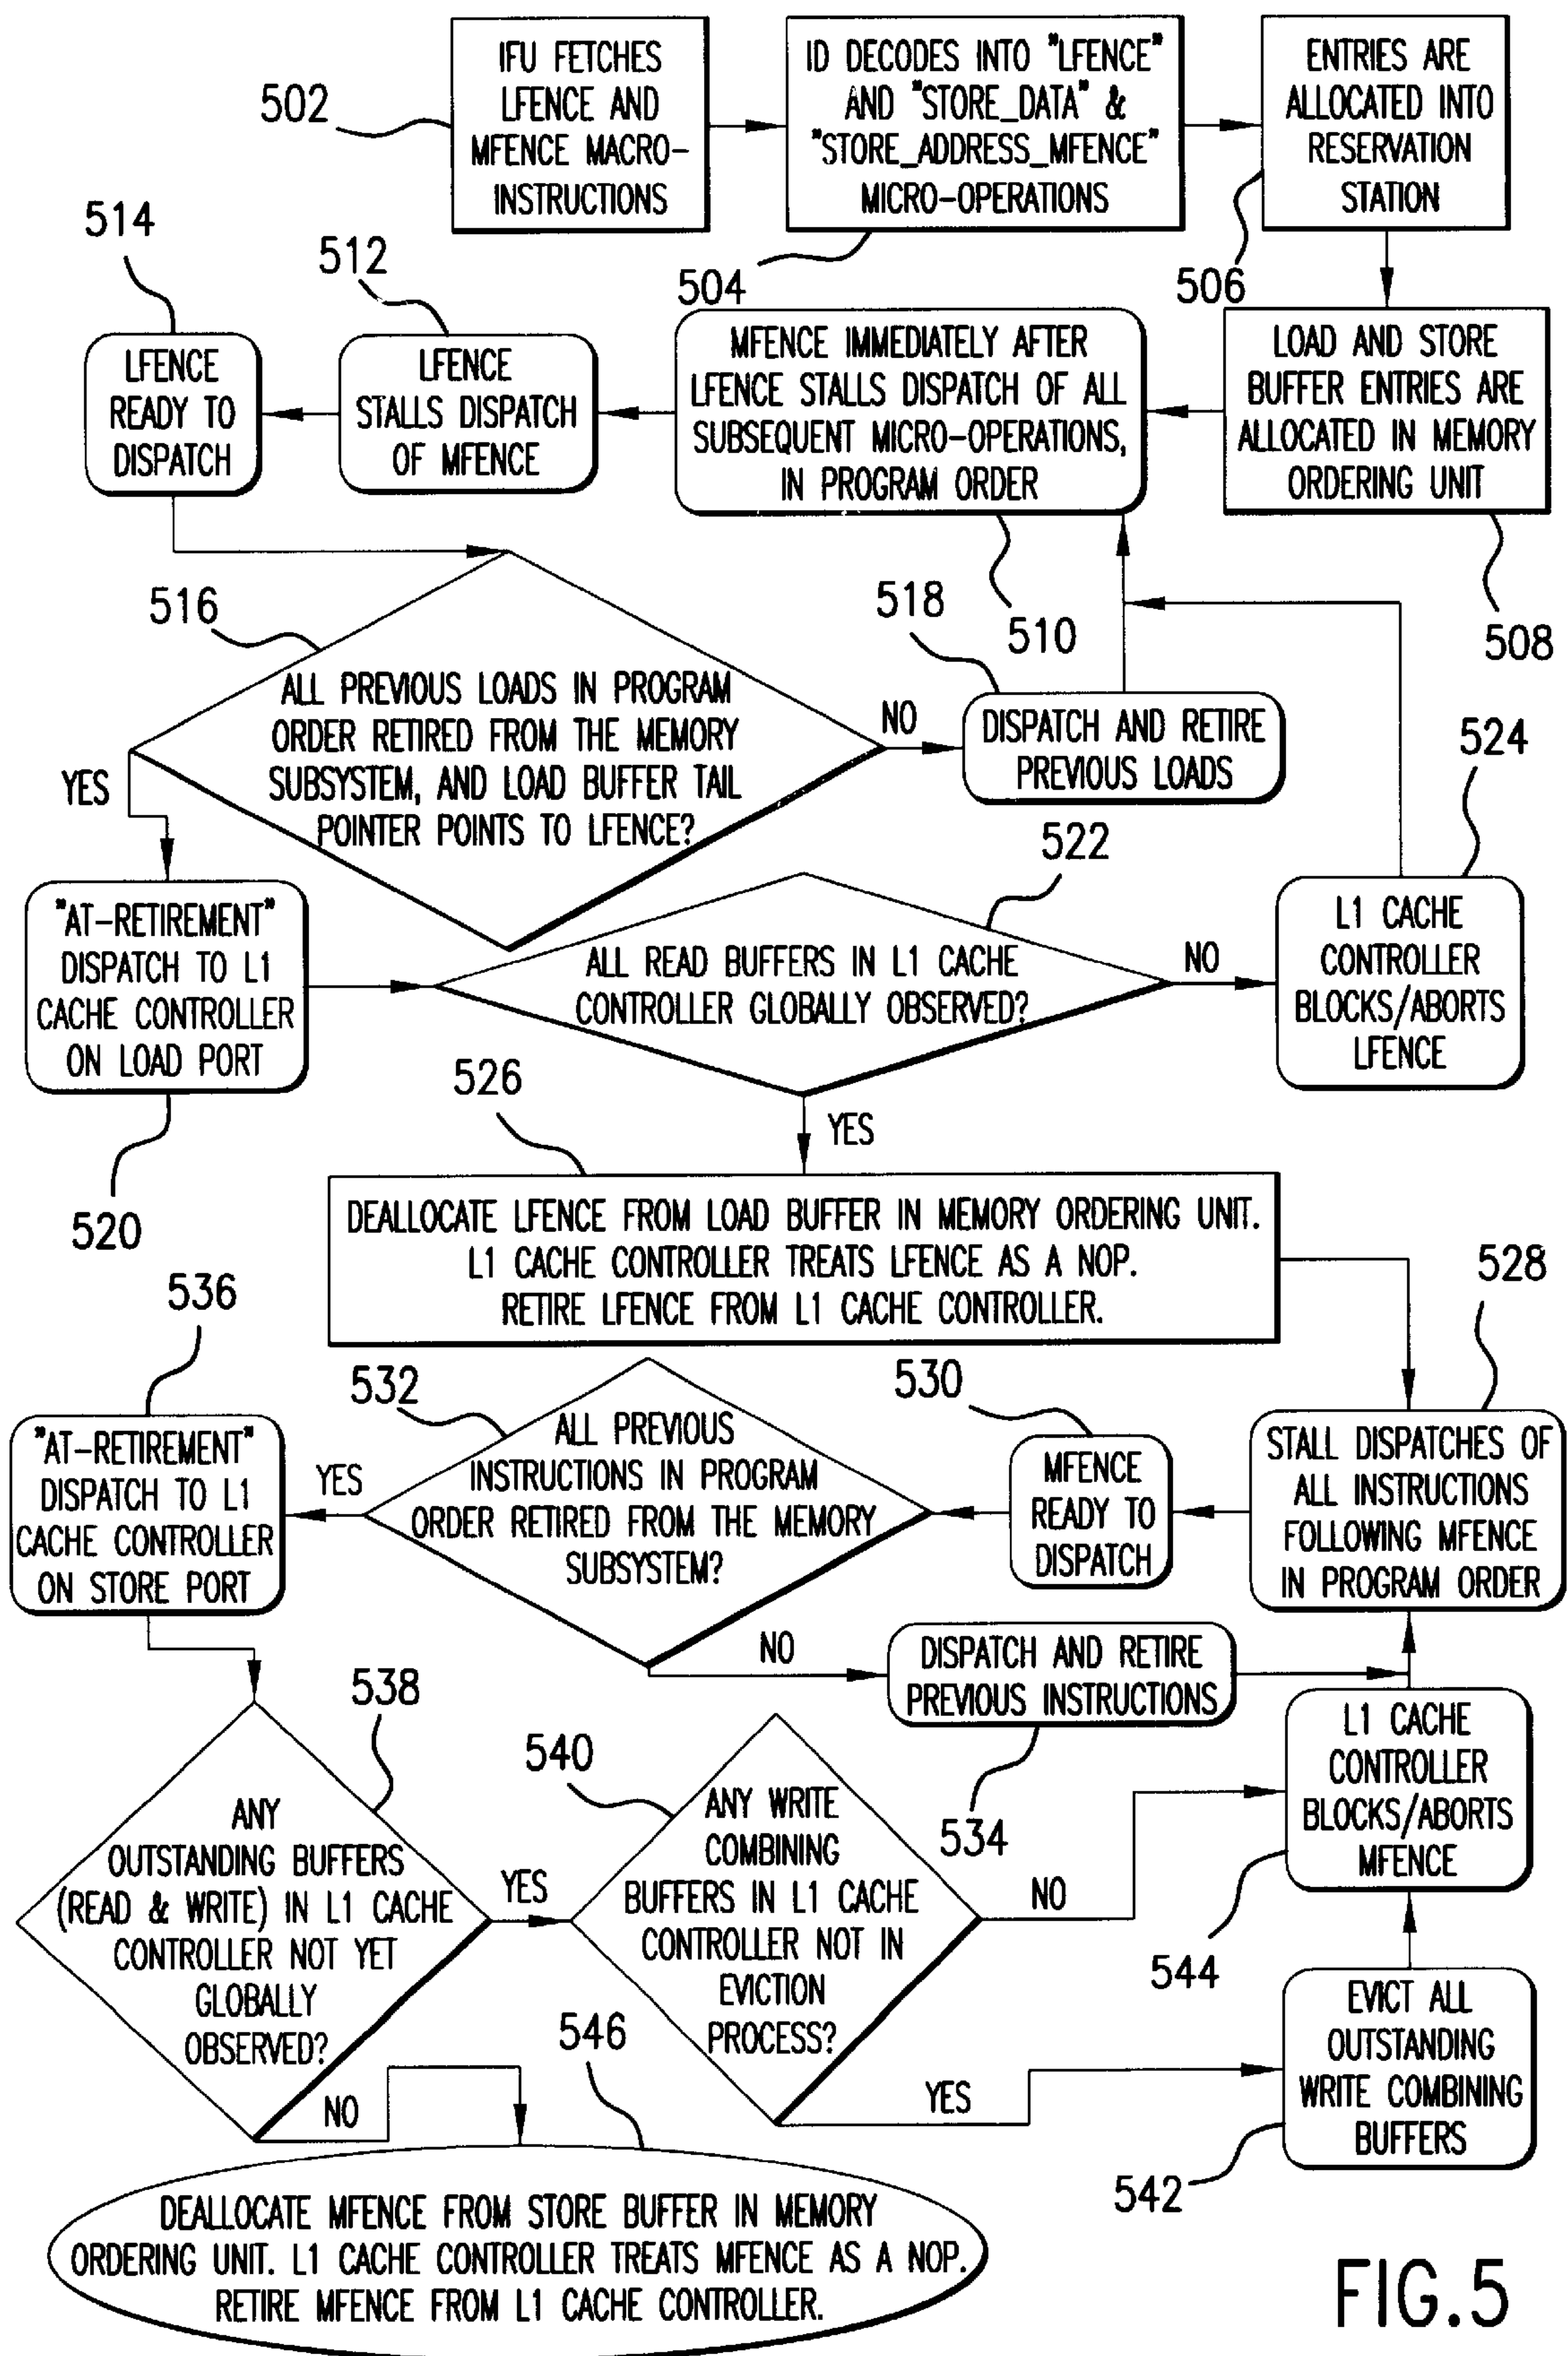 502
IFU FETCHES
LFENCE AND
MFENCE MACRO-
INSTRUCTIONS
ID DECODES INTO "LFENCE"
AND "STORE_DATA" &
"STORE_ADDRESS_MFENCE"
MICRO-OPERATIONS
504
ENTRIES ARE
ALLOCATED INTO
RESERVATION
STATION
506
514
LFENCE
READY TO
DISPATCH
512
LFENCE
STALLS DISPATCH
OF MFENCE
MFENCE IMMEDIATELY AFTER
LFENCE STALLS DISPATCH OF ALL
SUBSEQUENT MICRO-OPERATIONS,
IN PROGRAM ORDER
510
LOAD AND STORE
BUFFER ENTRIES ARE
ALLOCATED IN MEMORY
ORDERING UNIT
508
516
ALL PREVIOUS LOADS IN PROGRAM
ORDER RETIRED FROM THE MEMORY
SUBSYSTEM, AND LOAD BUFFER TAIL
POINTER POINTS TO LFENCE?
YES
NO
518
DISPATCH AND RETIRE
PREVIOUS LOADS
"AT-RETIREMENT"
DISPATCH TO L1
CACHE CONTROLLER
ON LOAD PORT
520
522
ALL READ BUFFERS IN L1 CACHE
CONTROLLER GLOBALLY OBSERVED?
NO
YES
524
L1 CACHE
CONTROLLER
BLOCKS/ABORTS
LFENCE
526
DEALLOCATE LFENCE FROM LOAD BUFFER IN MEMORY ORDERING UNIT.
L1 CACHE CONTROLLER TREATS LFENCE AS A NOP.
RETIRE LFENCE FROM L1 CACHE CONTROLLER.
528
STALL DISPATCHES OF
ALL INSTRUCTIONS
FOLLOWING MFENCE
IN PROGRAM ORDER
530
MFENCE
READY TO
DISPATCH
532
ALL PREVIOUS
INSTRUCTIONS IN PROGRAM
ORDER RETIRED FROM THE MEMORY
SUBSYSTEM?
YES
NO
536
"AT-RETIREMENT"
DISPATCH TO L1
CACHE CONTROLLER
ON STORE PORT
DISPATCH AND RETIRE
PREVIOUS INSTRUCTIONS
534
538
ANY
OUTSTANDING BUFFERS
(READ & WRITE) IN L1 CACHE
CONTROLLER NOT YET
GLOBALLY
OBSERVED?
YES
NO
540
ANY WRITE
COMBINING
BUFFERS IN L1 CACHE
CONTROLLER NOT IN
EVICTION
PROCESS?
NO
YES
L1 CACHE
CONTROLLER
BLOCKS/ABORTS
MFENCE
544
EVICT ALL
OUTSTANDING
WRITE COMBINING
BUFFERS
542
546
DEALLOCATE MFENCE FROM STORE BUFFER IN MEMORY
ORDERING UNIT. L1 CACHE CONTROLLER TREATS MFENCE AS A NOP.
RETIRE MFENCE FROM L1 CACHE CONTROLLER.
FIG.5